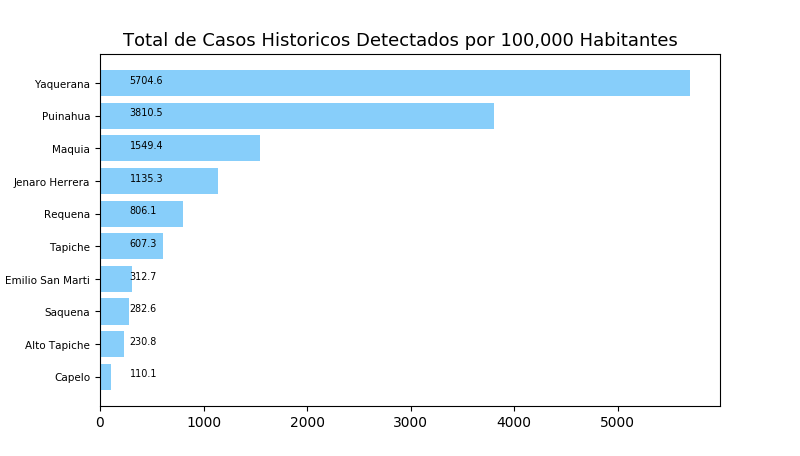 Total de Casos Historicos Detectados por 100,000 Habitantes
Yaquerana 5704.6
Puinahua 3810.5
Maquia 1549.4
Jenaro Herrera 1135.3
Requena 806.1
Tapiche 607.3
Emilio San Marti 312.7
Saquena 282.6
Alto Tapiche 230.8
Capelo 110.1
0 1000 2000 3000 4000 5000